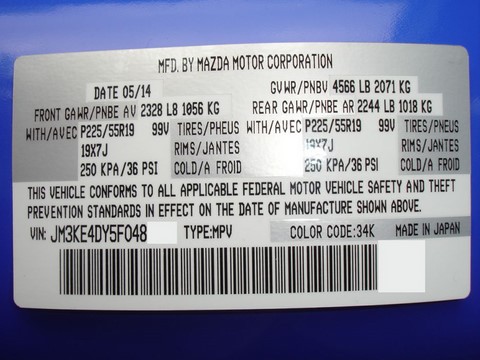 MFD. BY MAZDA MOTOR CORPORATION
DATE 05/14 GVWR/PNBV 4566 LB 2071 KG
FRONT GAWR/PNBE AV 2328 LB 1056 KG REAR GAWR/PNBE AR 2244 LB 1018 KG
WITH/AVEC P225/55R19 99V TIRES/PNEUS WITH/AVEC P225/55R19 99V TIRES/PNEUS
19X7J RIMS/JANTES 19X7J RIMS/JANTES
250 KPA/36 PSI COLD/A FROID 250 KPA/36 PSI COLD/A FROID
THIS VEHICLE CONFORMS TO ALL APPLICABLE FEDERAL MOTOR VEHICLE SAFETY AND THEFT
PREVENTION STANDARDS IN EFFECT ON THE DATE OF MANUFACTURE SHOWN ABOVE.
VIN: JM3KE4DY5F048 TYPE:MPV COLOR CODE:34K MADE IN JAPAN